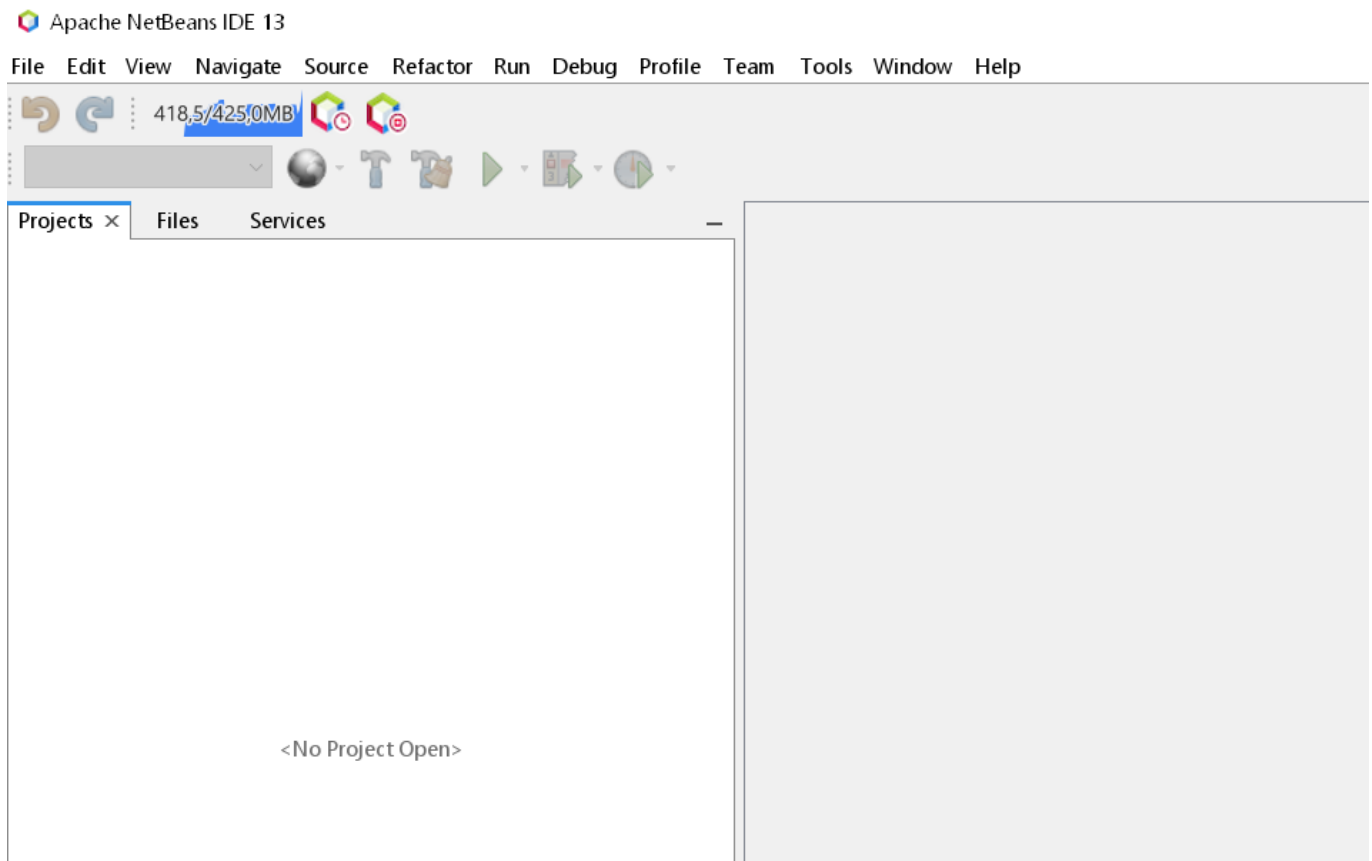 Apache NetBeans IDE 13
File Edit View Navigate Source Refactor Run Debug Profile Team Tools Window Help
418,5/425,0MB
Projects × Files Services
<No Project Open>